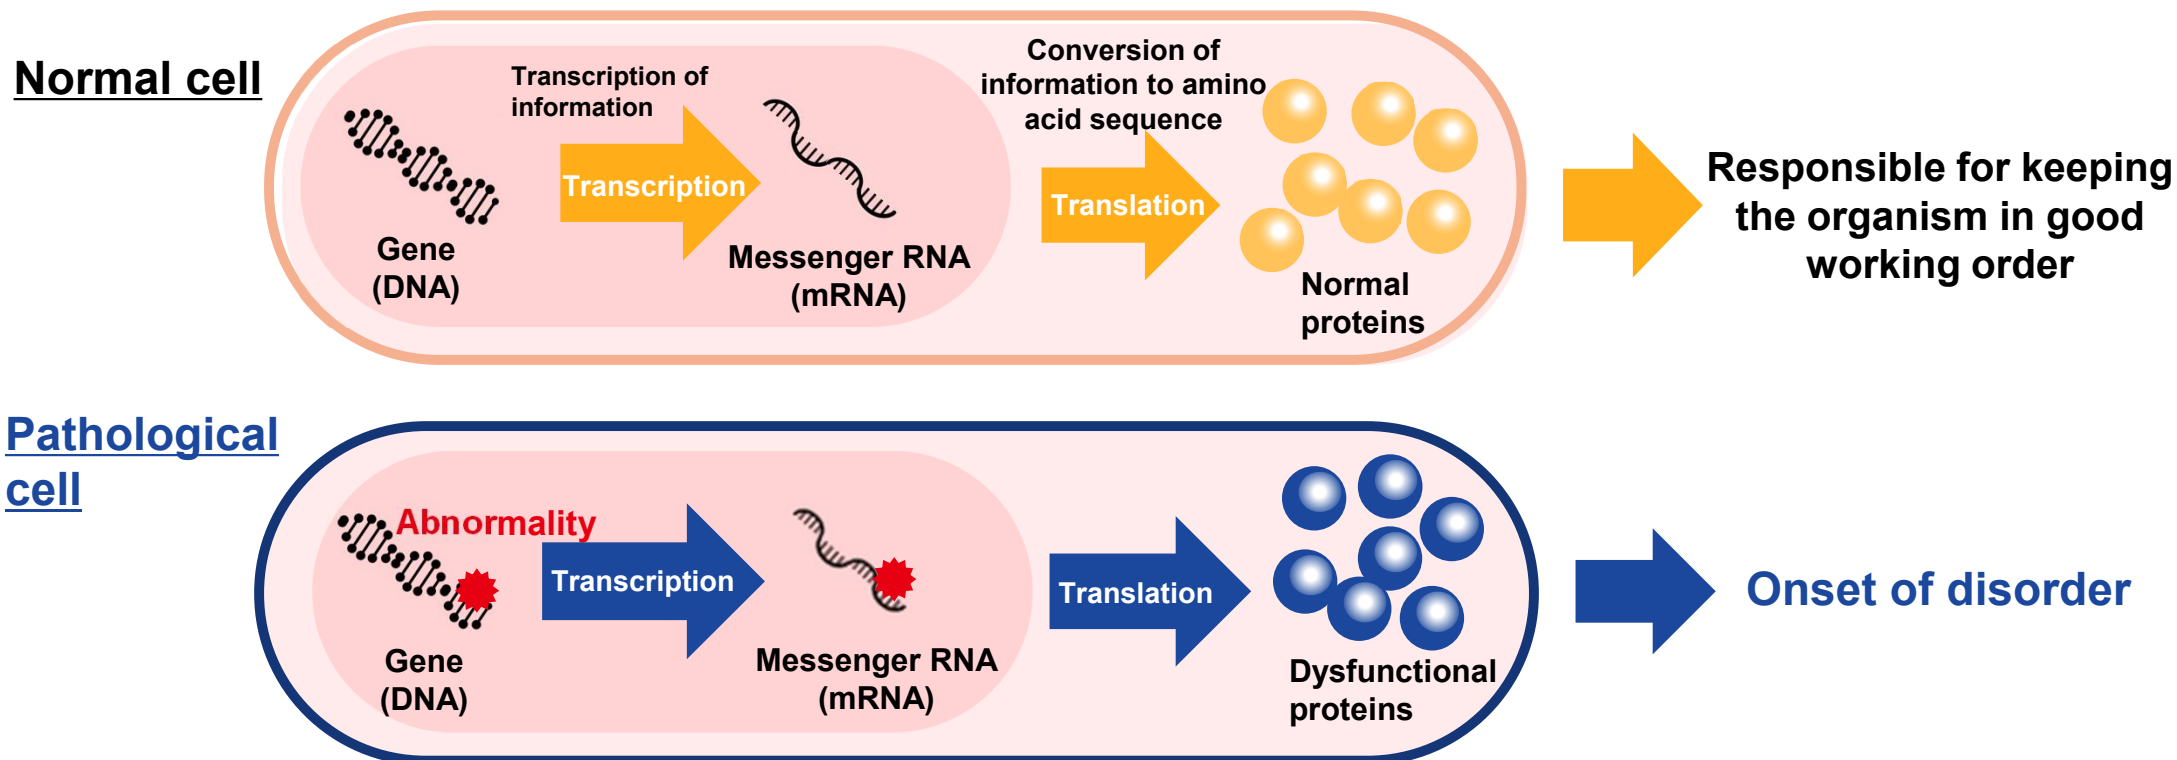 Normal cell
Transcription of
information
Conversion of
information to amino
acid sequence
Transcription
Translation
Gene
(DNA)
Messenger RNA
(mRNA)
Normal
proteins
Responsible for keeping
the organism in good
working order
Pathological
cell
Abnormality
Transcription
Translation
Gene
(DNA)
Messenger RNA
(mRNA)
Dysfunctional
proteins
Onset of disorder